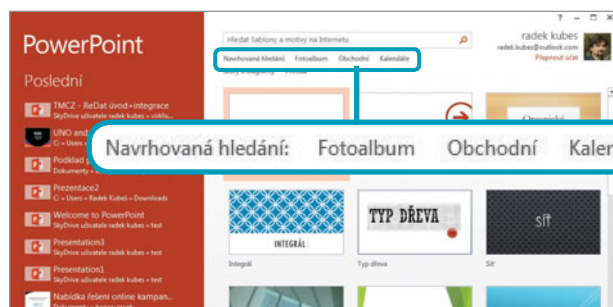 ? – □ ×
PowerPoint
Hledat šablony a motivy na Internetu
radek kubes
radek.kubes@outlook.com
Přepnout účet
Navrhovaná hledání: Fotoalbum Obchodní Kalendáře
Poslední
TMCZ - ReDat úvod+integrace
SkyDrive uživatele radek kubes » virklis...
UNO and
C: » Users »
Navrhovaná hledání: Fotoalbum Obchodní Kalen
Podklad p
Dokumenty »
Prezentace2
C: » Users » Radek Kubeš » Downloads
Welcome to PowerPoint
SkyDrive uživatele radek kubes » test
Presentation3
SkyDrive uživatele radek kubes » test
Presentation1
SkyDrive uživatele radek kubes » test
Nabídka řešení online kampan...
INTEGRÁL
TYP DŘEVA
SÍŤ
Integrál
Typ dřeva
Síť